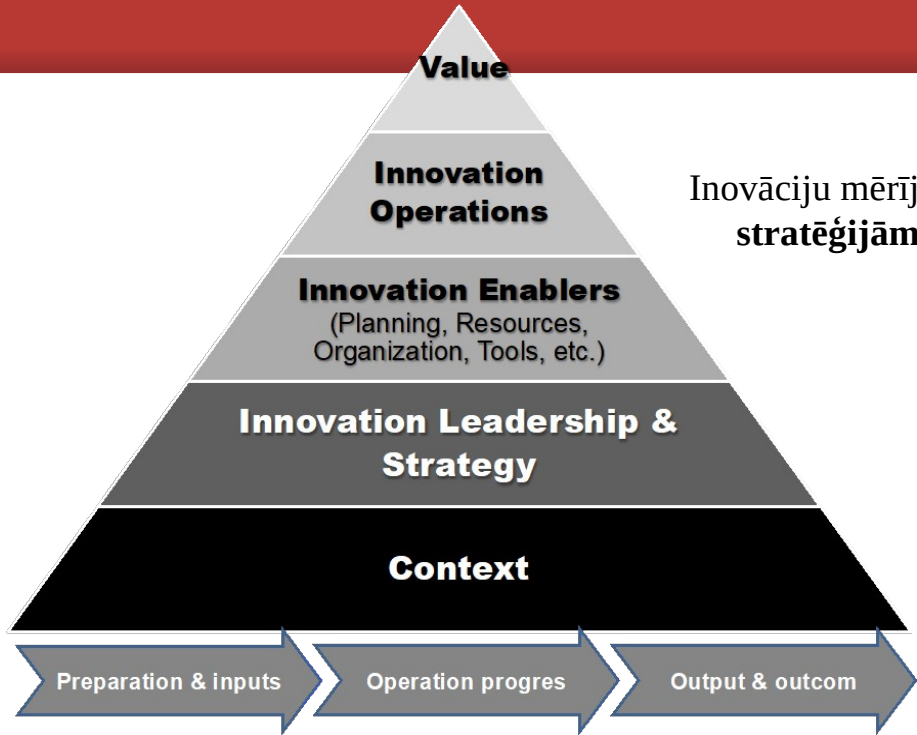 Value
Innovation
Operations
Inovāciju mērīj
stratēģijām
Innovation Enablers
(Planning, Resources,
Organization, Tools, etc.)
Innovation Leadership &
Strategy
Context
Preparation & inputs
Operation progres
Output & outcom